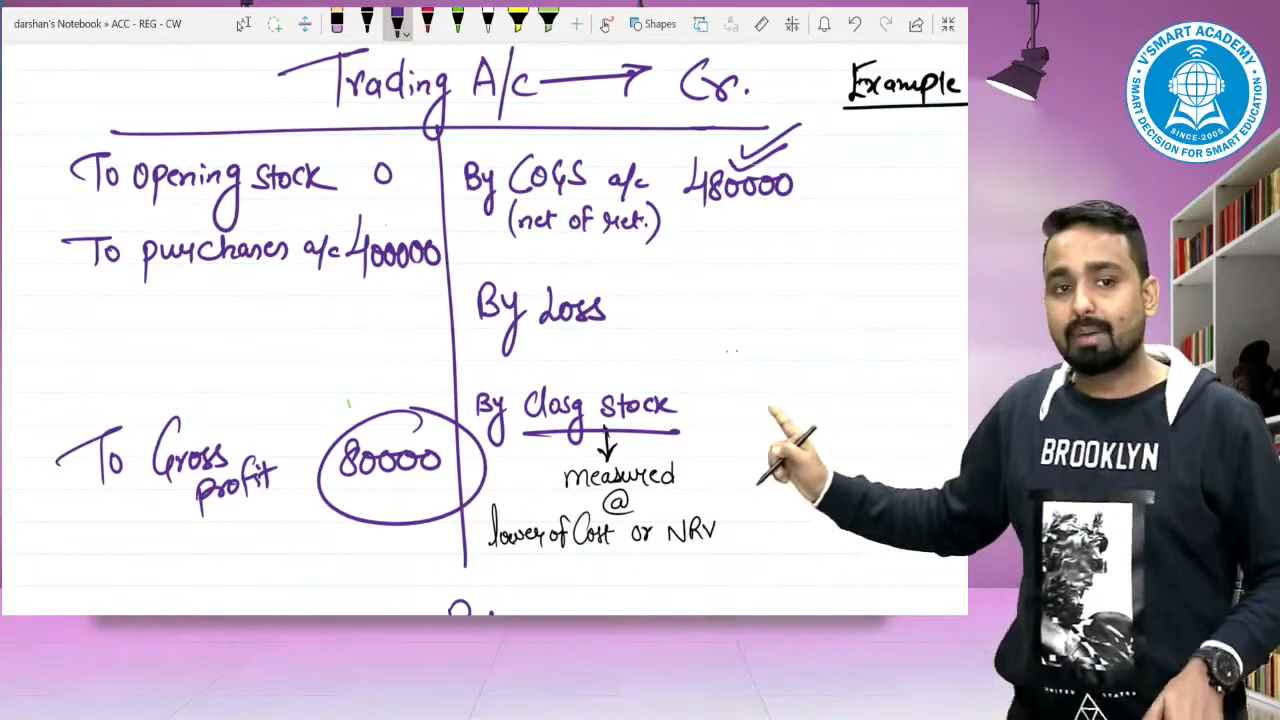 darshan's Notebook » ACC - REG - CW
Shapes
Trading A/c → Cr.
Example
To opening stock 0
By COGS a/c 480000
(net of ret.)
To purchases a/c 400000
By Loss
By Closg stock
To Gross profit 80000
measured
@
lower of Cost or NRV
V'SMART ACADEMY
SINCE-2005
SMART DECISION FOR SMART EDUCATION
BROOKLYN
UNITED STATES